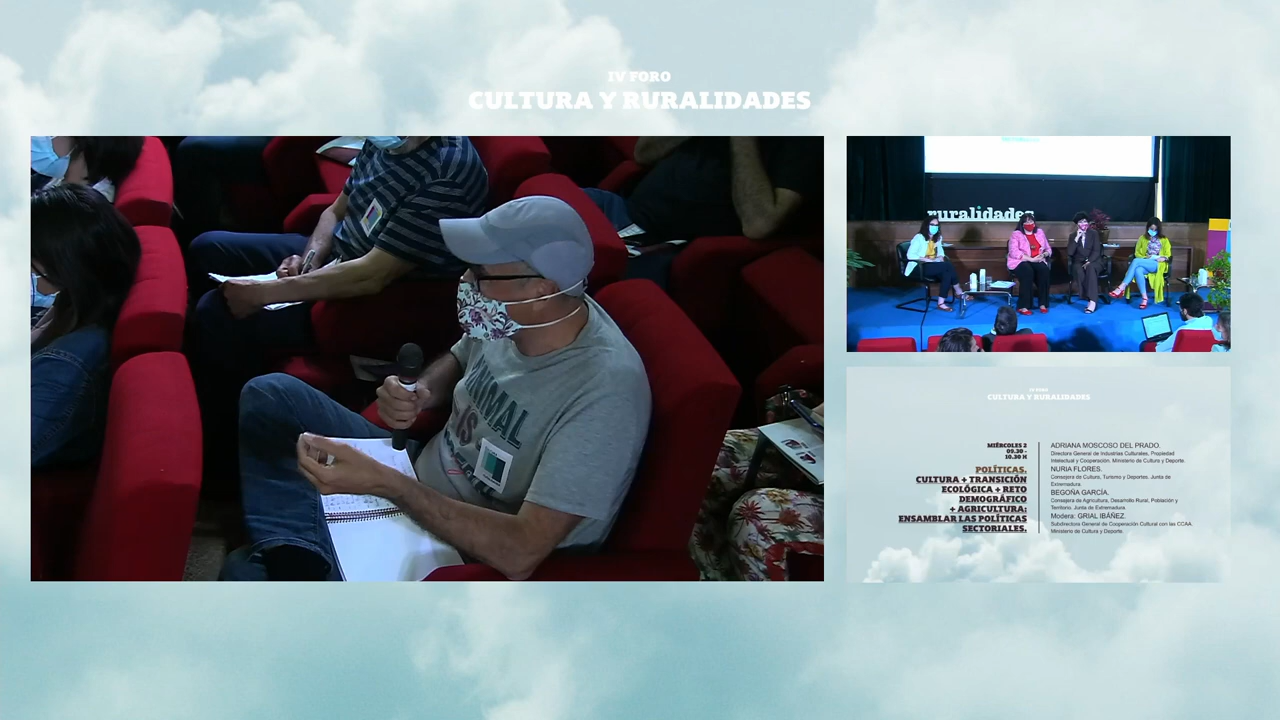 IV FORO
CULTURA Y RURALIDADES
ruralidades
ANIMAL
IS
IV FORO
CULTURA Y RURALIDADES
MIÉRCOLES 2
09.30 -
10.30 H
POLÍTICAS.
CULTURA + TRANSICIÓN
ECOLÓGICA + RETO
DEMOGRÁFICO
+ AGRICULTURA:
ENSAMBLAR LAS POLÍTICAS
SECTORIALES.
ADRIANA MOSCOSO DEL PRADO.
Directora General de Industrias Culturales, Propiedad
Intelectual y Cooperación. Ministerio de Cultura y Deporte.
NURIA FLORES.
Consejera de Cultura, Turismo y Deportes. Junta de
Extremadura.
BEGOÑA GARCÍA.
Consejera de Agricultura, Desarrollo Rural, Población y
Territorio. Junta de Extremadura.
Modera: GRIAL IBÁÑEZ.
Subdirectora General de Cooperación Cultural con las CCAA.
Ministerio de Cultura y Deporte.